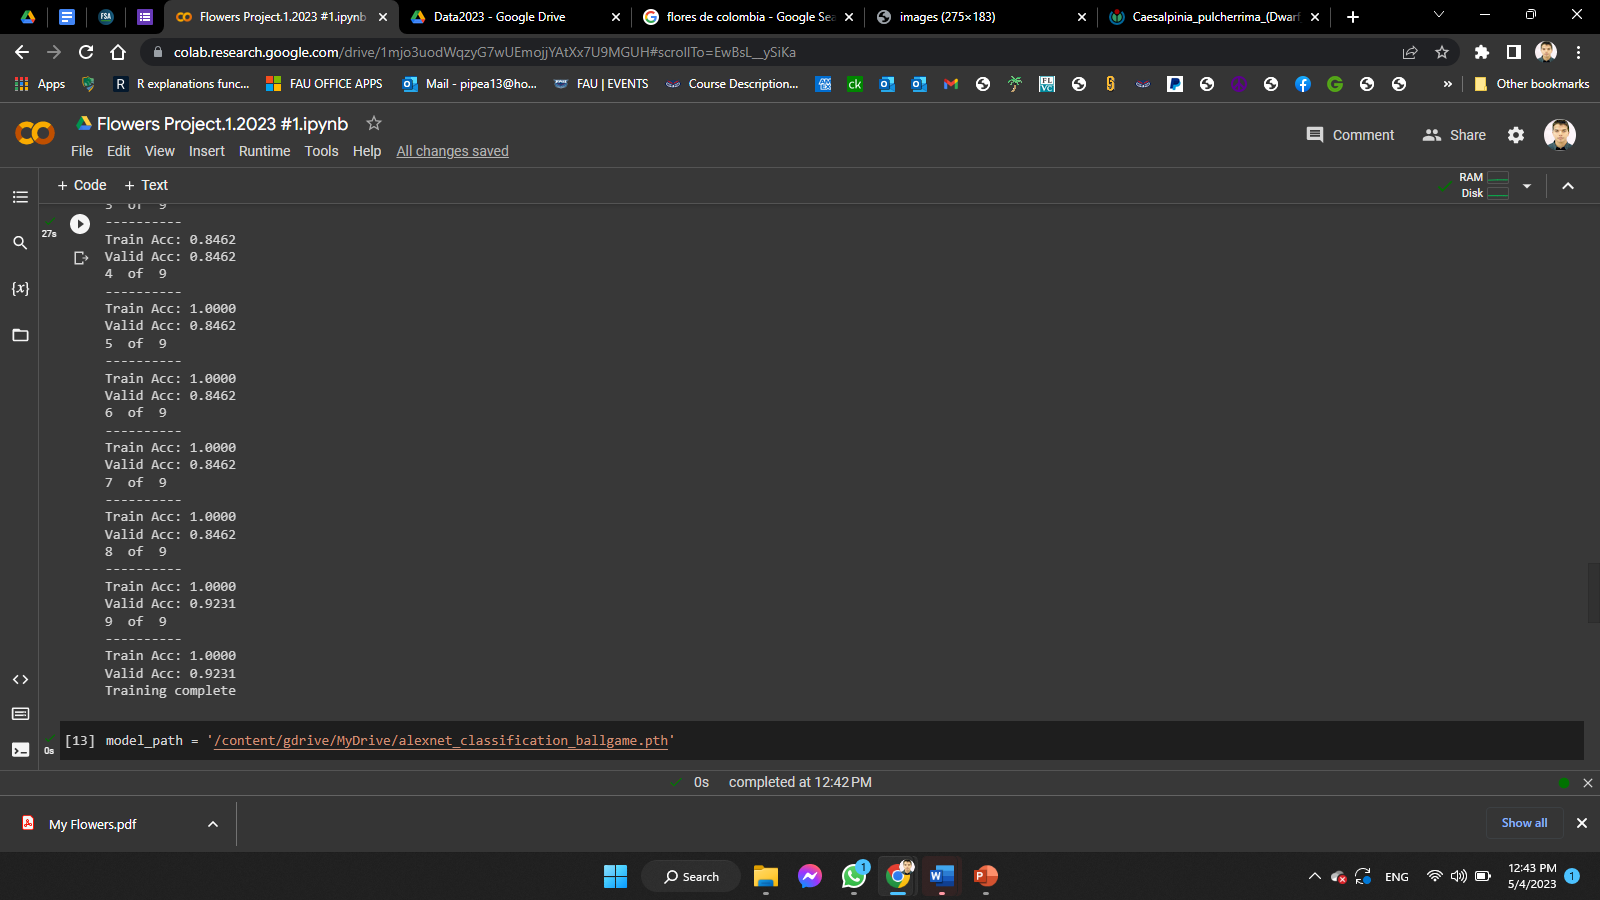 Flowers Project.1.2023 #1.ipynb
Data2023 - Google Drive
flores de colombia - Google Sea
images (275×183)
Caesalpinia_pulcherrima_(Dwarf
colab.research.google.com/drive/1mjo3uodWqzyG7wUEmojjYAtXx7U9MGUH#scrollTo=EwBsL__ySiKa
Apps
R explanations func...
FAU OFFICE APPS
Mail - pipea13@ho...
FAU | EVENTS
Course Description...
ck
»
Other bookmarks
Flowers Project.1.2023 #1.ipynb
Comment
Share
File Edit View Insert Runtime Tools Help All changes saved
+ Code + Text
RAM
Disk
3 of 9
----------
27s
Train Acc: 0.8462
Valid Acc: 0.8462
4 of 9
----------
Train Acc: 1.0000
Valid Acc: 0.8462
5 of 9
----------
Train Acc: 1.0000
Valid Acc: 0.8462
6 of 9
----------
Train Acc: 1.0000
Valid Acc: 0.8462
7 of 9
----------
Train Acc: 1.0000
Valid Acc: 0.8462
8 of 9
----------
Train Acc: 1.0000
Valid Acc: 0.9231
9 of 9
----------
Train Acc: 1.0000
Valid Acc: 0.9231
Training complete
0s
[13] model_path = '/content/gdrive/MyDrive/alexnet_classification_ballgame.pth'
0s completed at 12:42 PM
My Flowers.pdf
Show all
Search
1
ENG
12:43 PM
5/4/2023
1